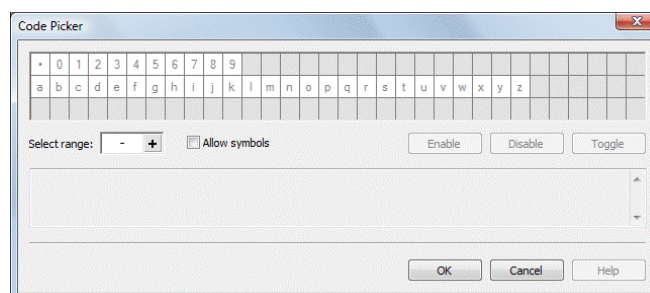 Code Picker
• 0 1 2 3 4 5 6 7 8 9
a b c d e f g h i j k l m n o p q r s t u v w x y z
Select range: - + Allow symbols Enable Disable Toggle
OK Cancel Help